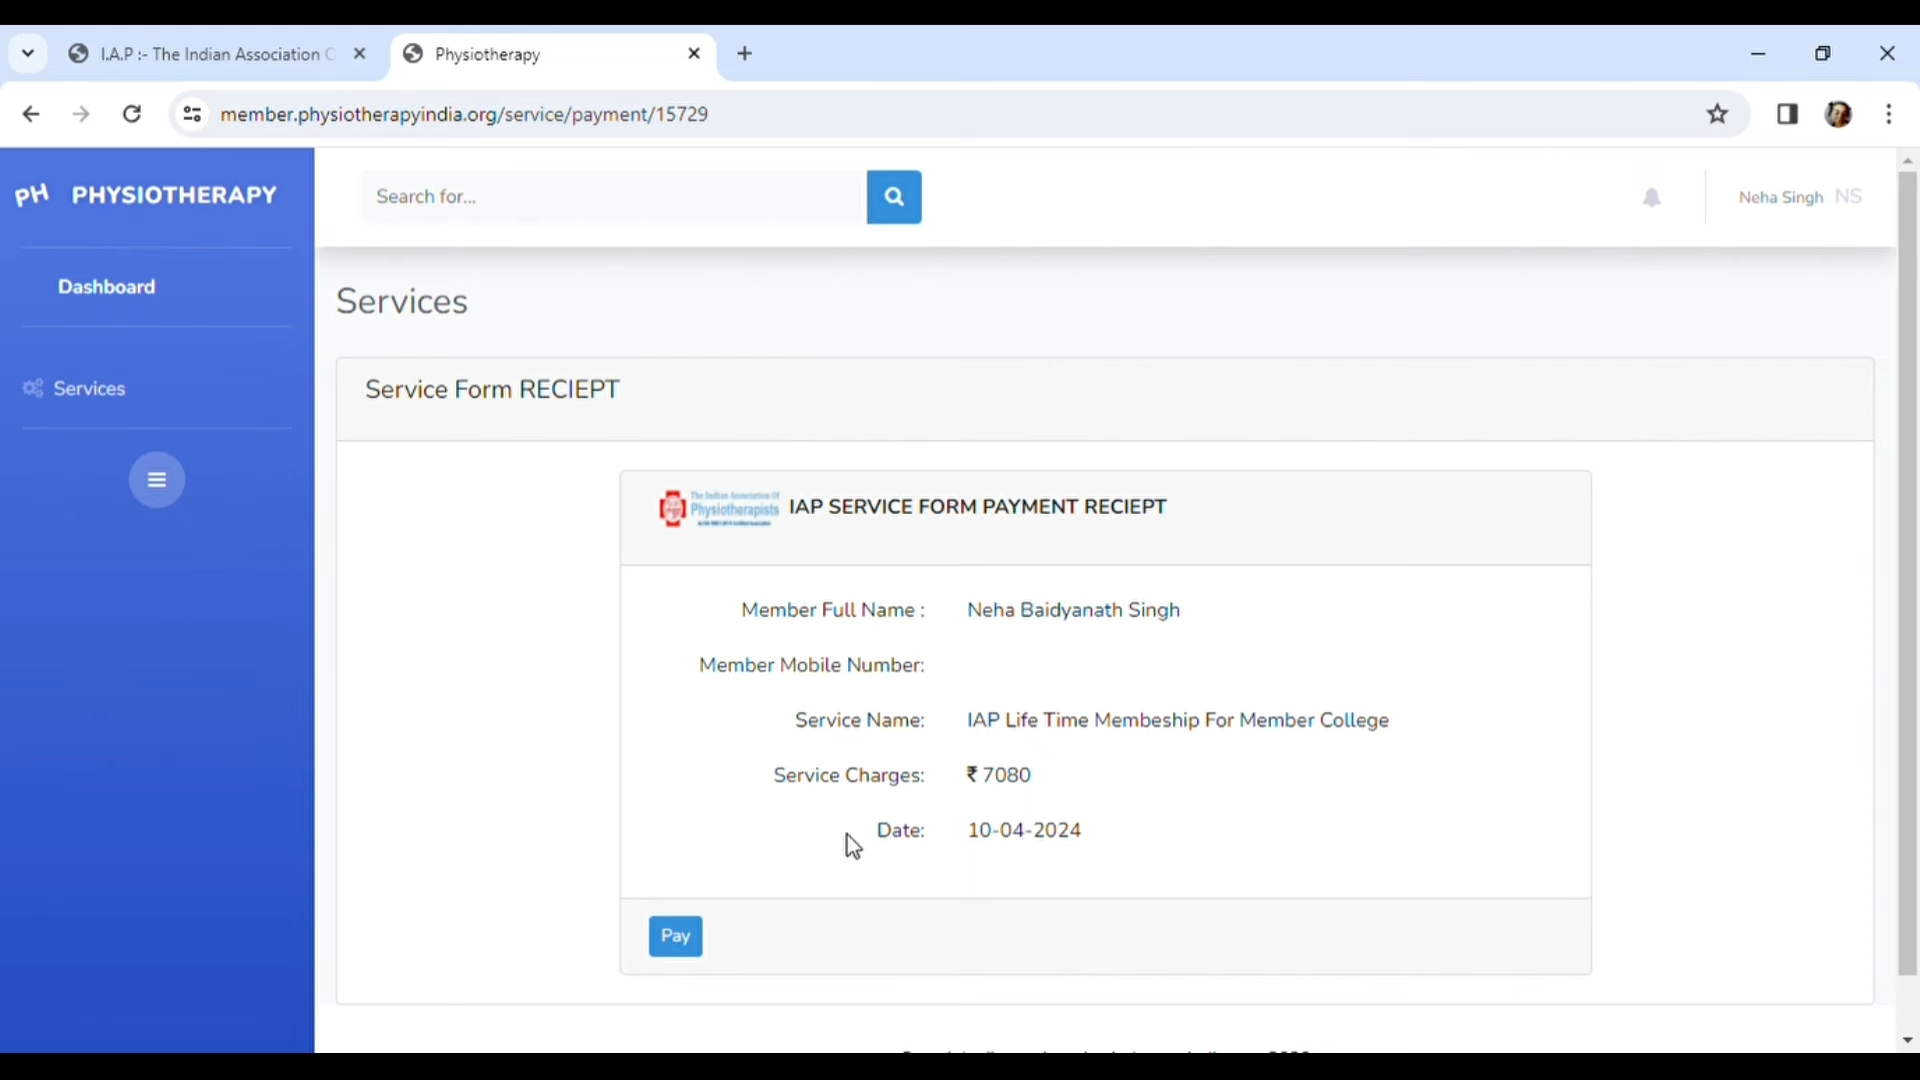 I.A.P :- The Indian Association
Physiotherapy
member.physiotherapyindia.org/service/payment/15729
PH PHYSIOTHERAPY
Search for...
Neha Singh NS
Dashboard
Services
Services
Service Form RECIEPT
The Indian Association Of
Physiotherapists
IAP SERVICE FORM PAYMENT RECIEPT
Member Full Name : Neha Baidyanath Singh
Member Mobile Number:
Service Name: IAP Life Time Membeship For Member College
Service Charges: ₹ 7080
Date: 10-04-2024
Pay